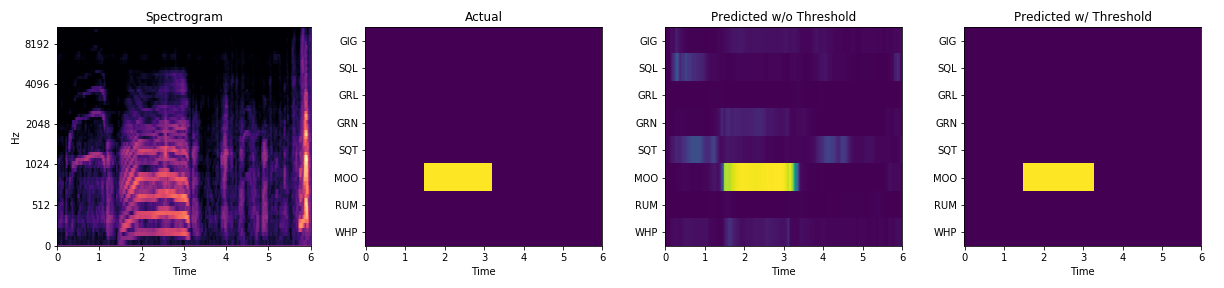 Spectrogram
8192
4096
2048
1024
512
0
Hz
0 1 2 3 4 5 6
Time
Actual
GIG
SQL
GRL
GRN
SQT
MOO
RUM
WHP
0 1 2 3 4 5 6
Time
Predicted w/o Threshold
GIG
SQL
GRL
GRN
SQT
MOO
RUM
WHP
0 1 2 3 4 5 6
Time
Predicted w/ Threshold
GIG
SQL
GRL
GRN
SQT
MOO
RUM
WHP
0 1 2 3 4 5 6
Time